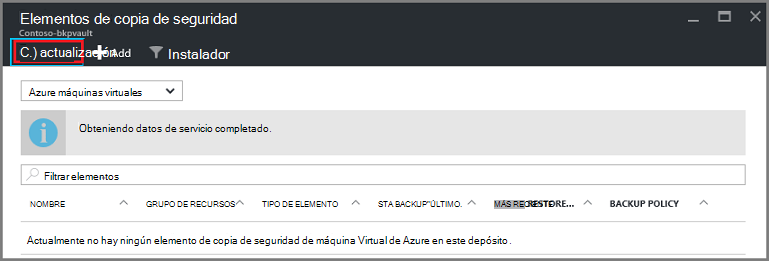 Elementos de copia de seguridad
Contoso-bkpvault
C.) actualización Add Instalador
Azure máquinas virtuales
Obteniendo datos de servicio completado.
Filtrar elementos
NOMBRE GRUPO DE RECURSOS TIPO DE ELEMENTO STA BACKUP"ÚLTIMO. MÁS RE RESTORE... BACKUP POLICY
Actualmente no hay ningún elemento de copia de seguridad de máquina Virtual de Azure en este depósito.